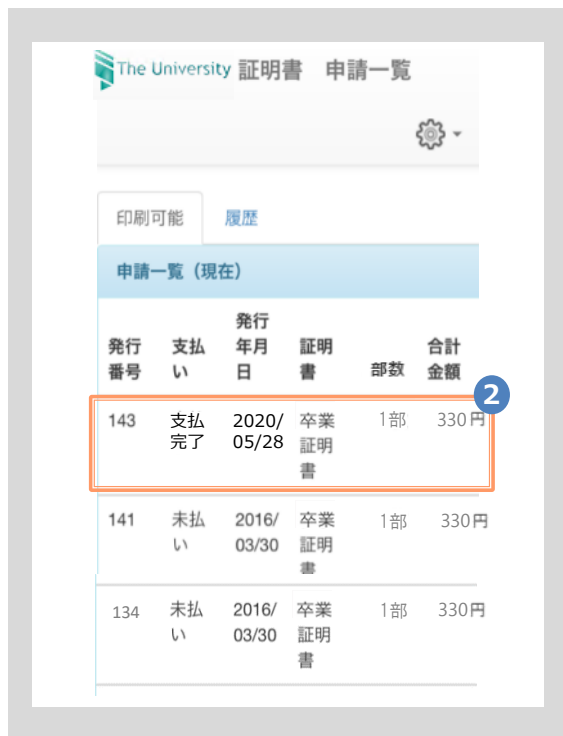 The University 証明書 申請一覧
印刷可能 履歴
申請一覧（現在）
発行番号 支払い 発行年月日 証明書 部数 合計金額
2
143 支払完了 2020/05/28 卒業証明書 1部 330円
141 未払い 2016/03/30 卒業証明書 1部 330円
134 未払い 2016/03/30 卒業証明書 1部 330円